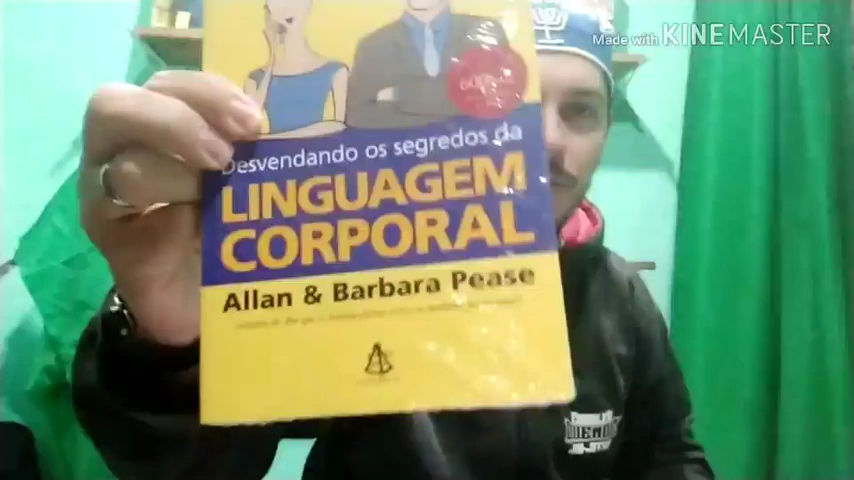 Made with KINEMASTER
Desvendando os segredos da
LINGUAGEM
CORPORAL
Allan & Barbara Pease